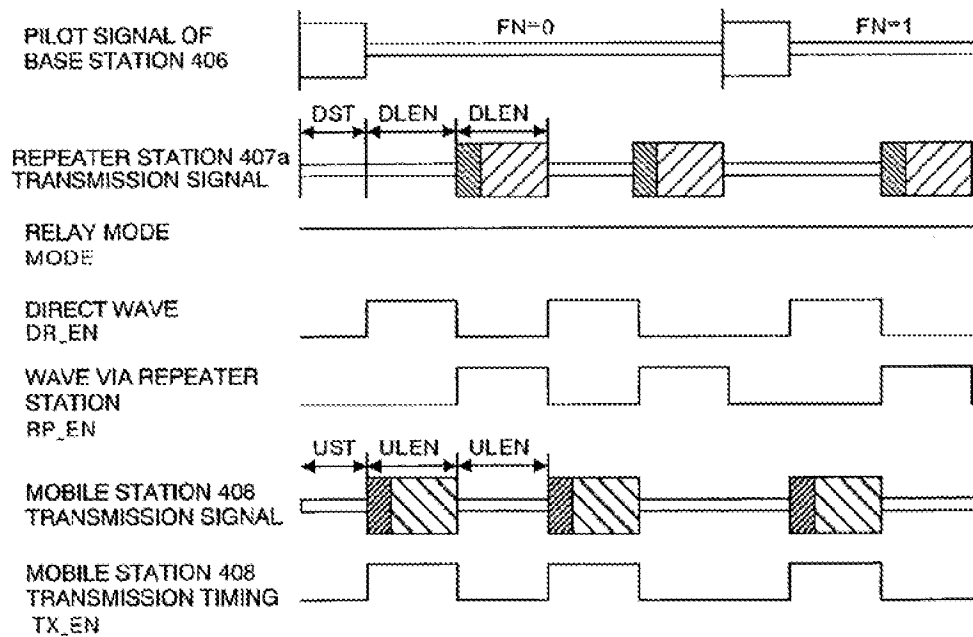 PILOT SIGNAL OF
BASE STATION 406
FN=0
FN=1
DST
DLEN
DLEN
REPEATER STATION 407a
TRANSMISSION SIGNAL
RELAY MODE
MODE
DIRECT WAVE
DR_EN
WAVE VIA REPEATER
STATION
RP_EN
UST
ULEN
ULEN
MOBILE STATION 408
TRANSMISSION SIGNAL
MOBILE STATION 408
TRANSMISSION TIMING
TX_EN